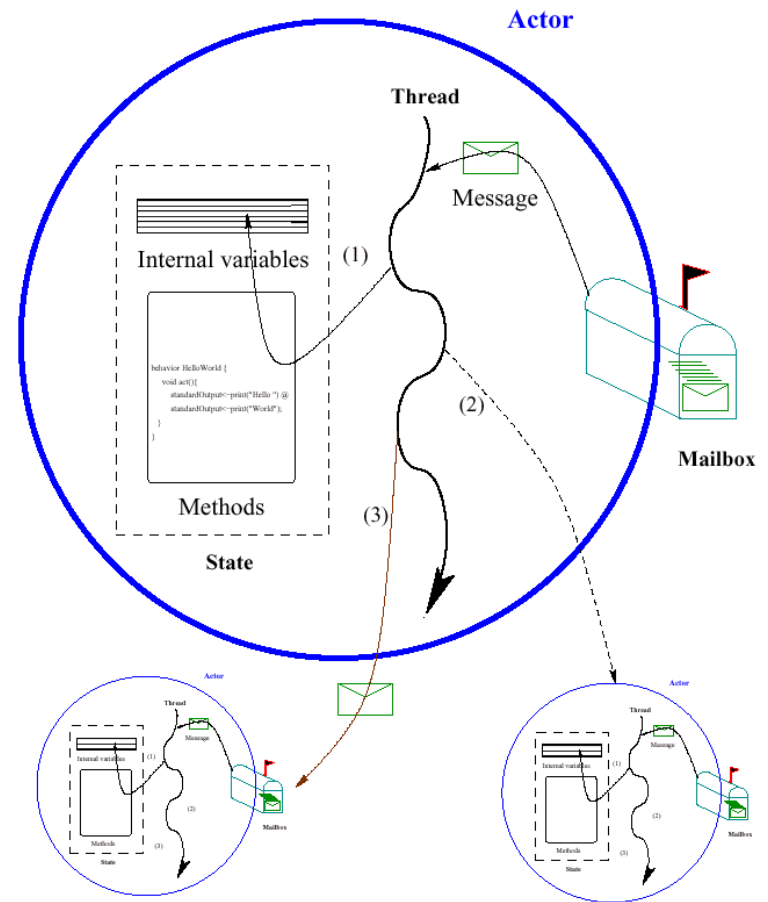 Actor
Thread
Message
Internal variables
(1)
behavior HelloWorld {
void act(){
standardOutput<-print("Hello ") @
standardOutput<-print("World");
}
}
(2)
Mailbox
Methods
(3)
State
Actor
Thread
Message
Internal variables
(1)
(2)
Mailbox
Methods
(3)
State
Actor
Thread
Message
Internal variables
(1)
(2)
Mailbox
Methods
(3)
State